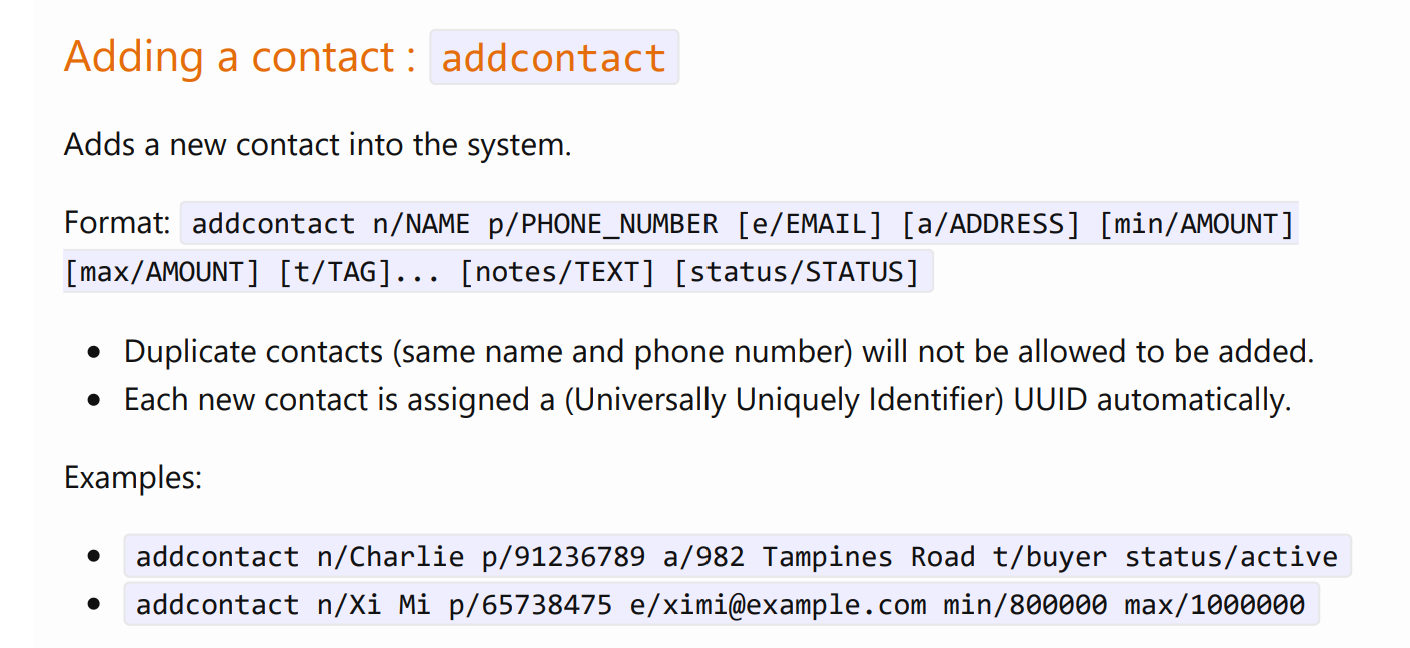 Adding a contact : addcontact
Adds a new contact into the system.
Format: addcontact n/NAME p/PHONE_NUMBER [e/EMAIL] [a/ADDRESS] [min/AMOUNT]
[max/AMOUNT] [t/TAG]... [notes/TEXT] [status/STATUS]
• Duplicate contacts (same name and phone number) will not be allowed to be added.
• Each new contact is assigned a (Universally Uniquely Identifier) UUID automatically.
Examples:
• addcontact n/Charlie p/91236789 a/982 Tampines Road t/buyer status/active
• addcontact n/Xi Mi p/65738475 e/ximi@example.com min/800000 max/1000000